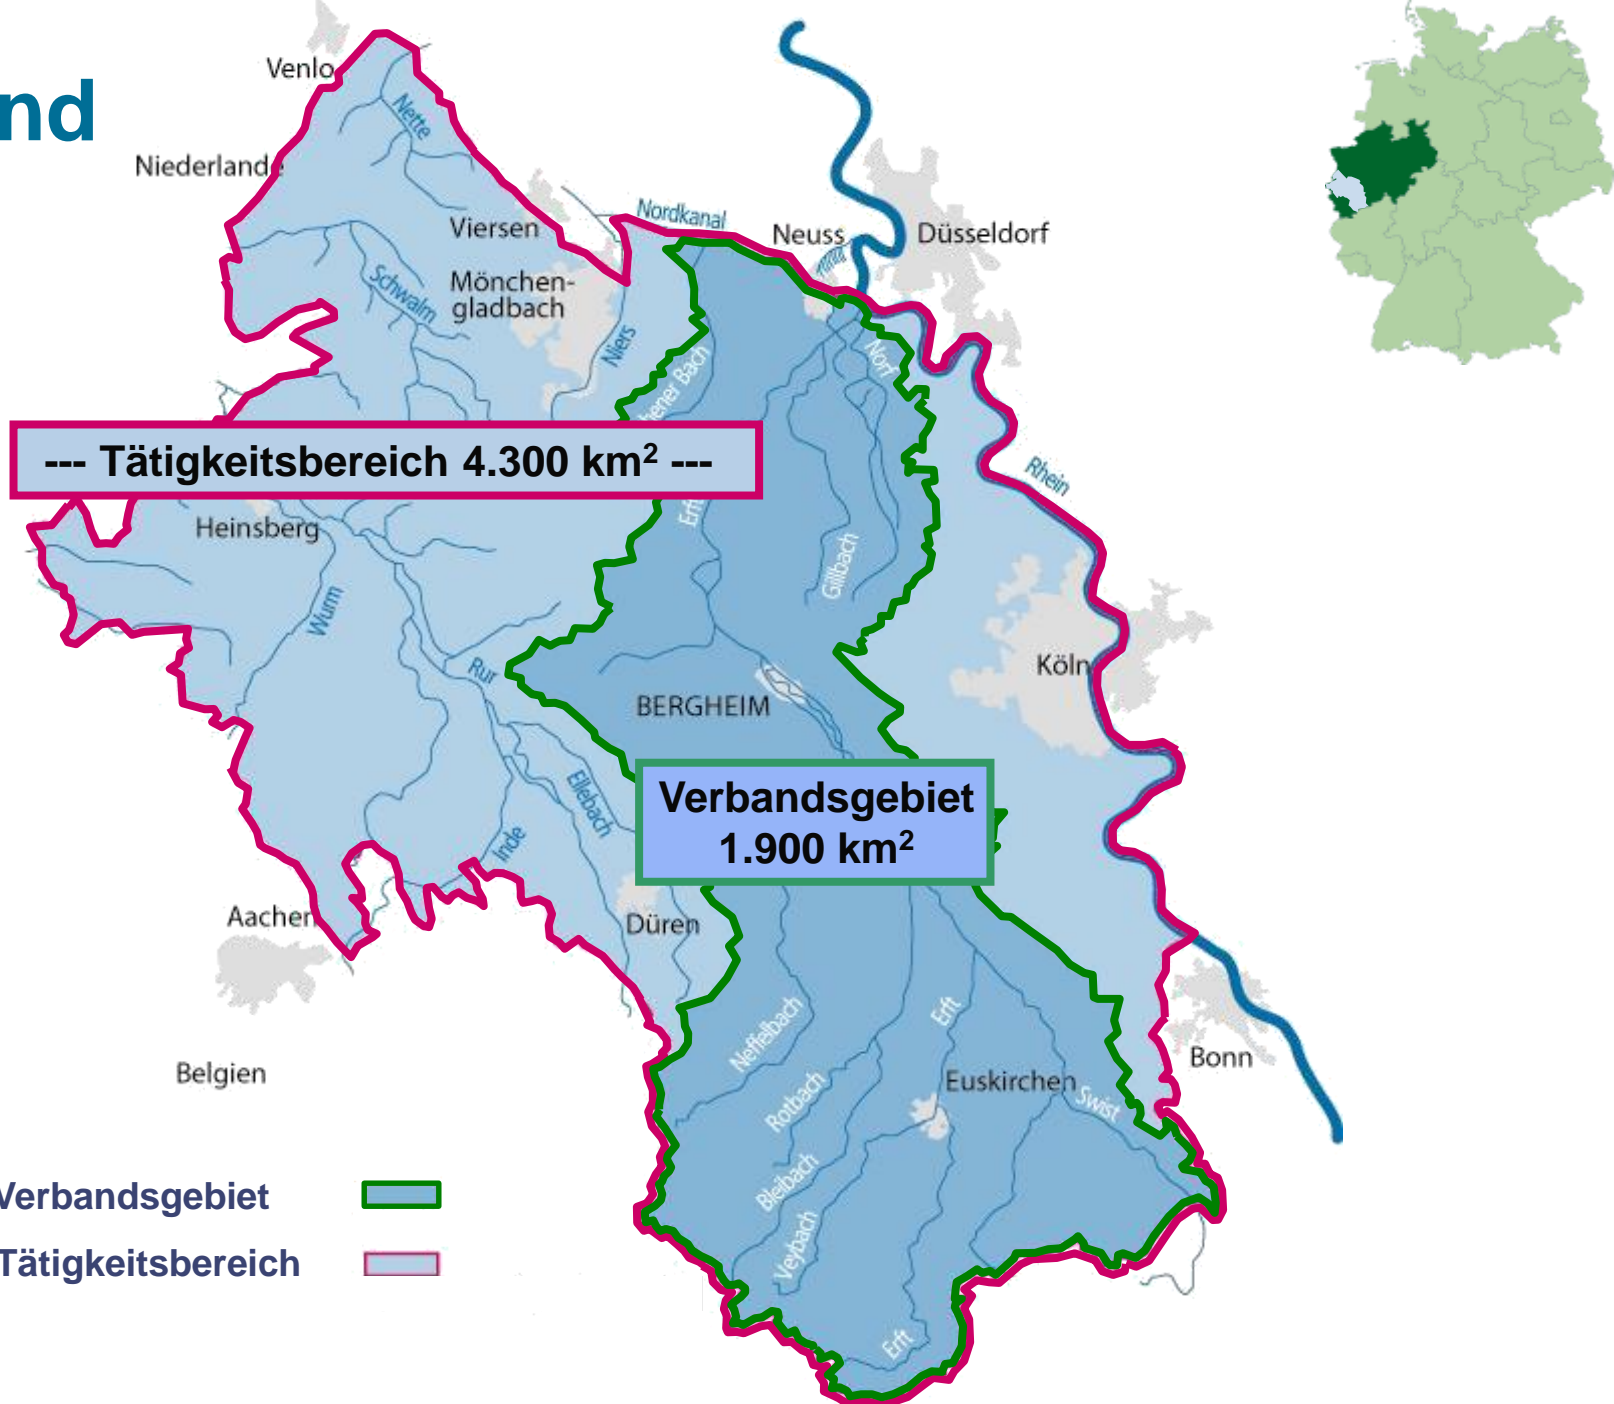 nd
Venlo
Nette
Niederlande
Viersen
Nordkanal
Neuss
Düsseldorf
Schwalm
Mönchen-
gladbach
Niers
Norf
--- Tätigkeitsbereich 4.300 km² ---
Rhein
Heinsberg
Gillbach
Wurm
Rur
Köln
BERGHEIM
Ellebach
Verbandsgebiet
1.900 km²
Inde
Aachen
Düren
Neffelbach
Erft
Belgien
Bonn
Euskirchen
Rotbach
Swist
Bleibach
Verbandsgebiet
Veybach
Tätigkeitsbereich
Erft